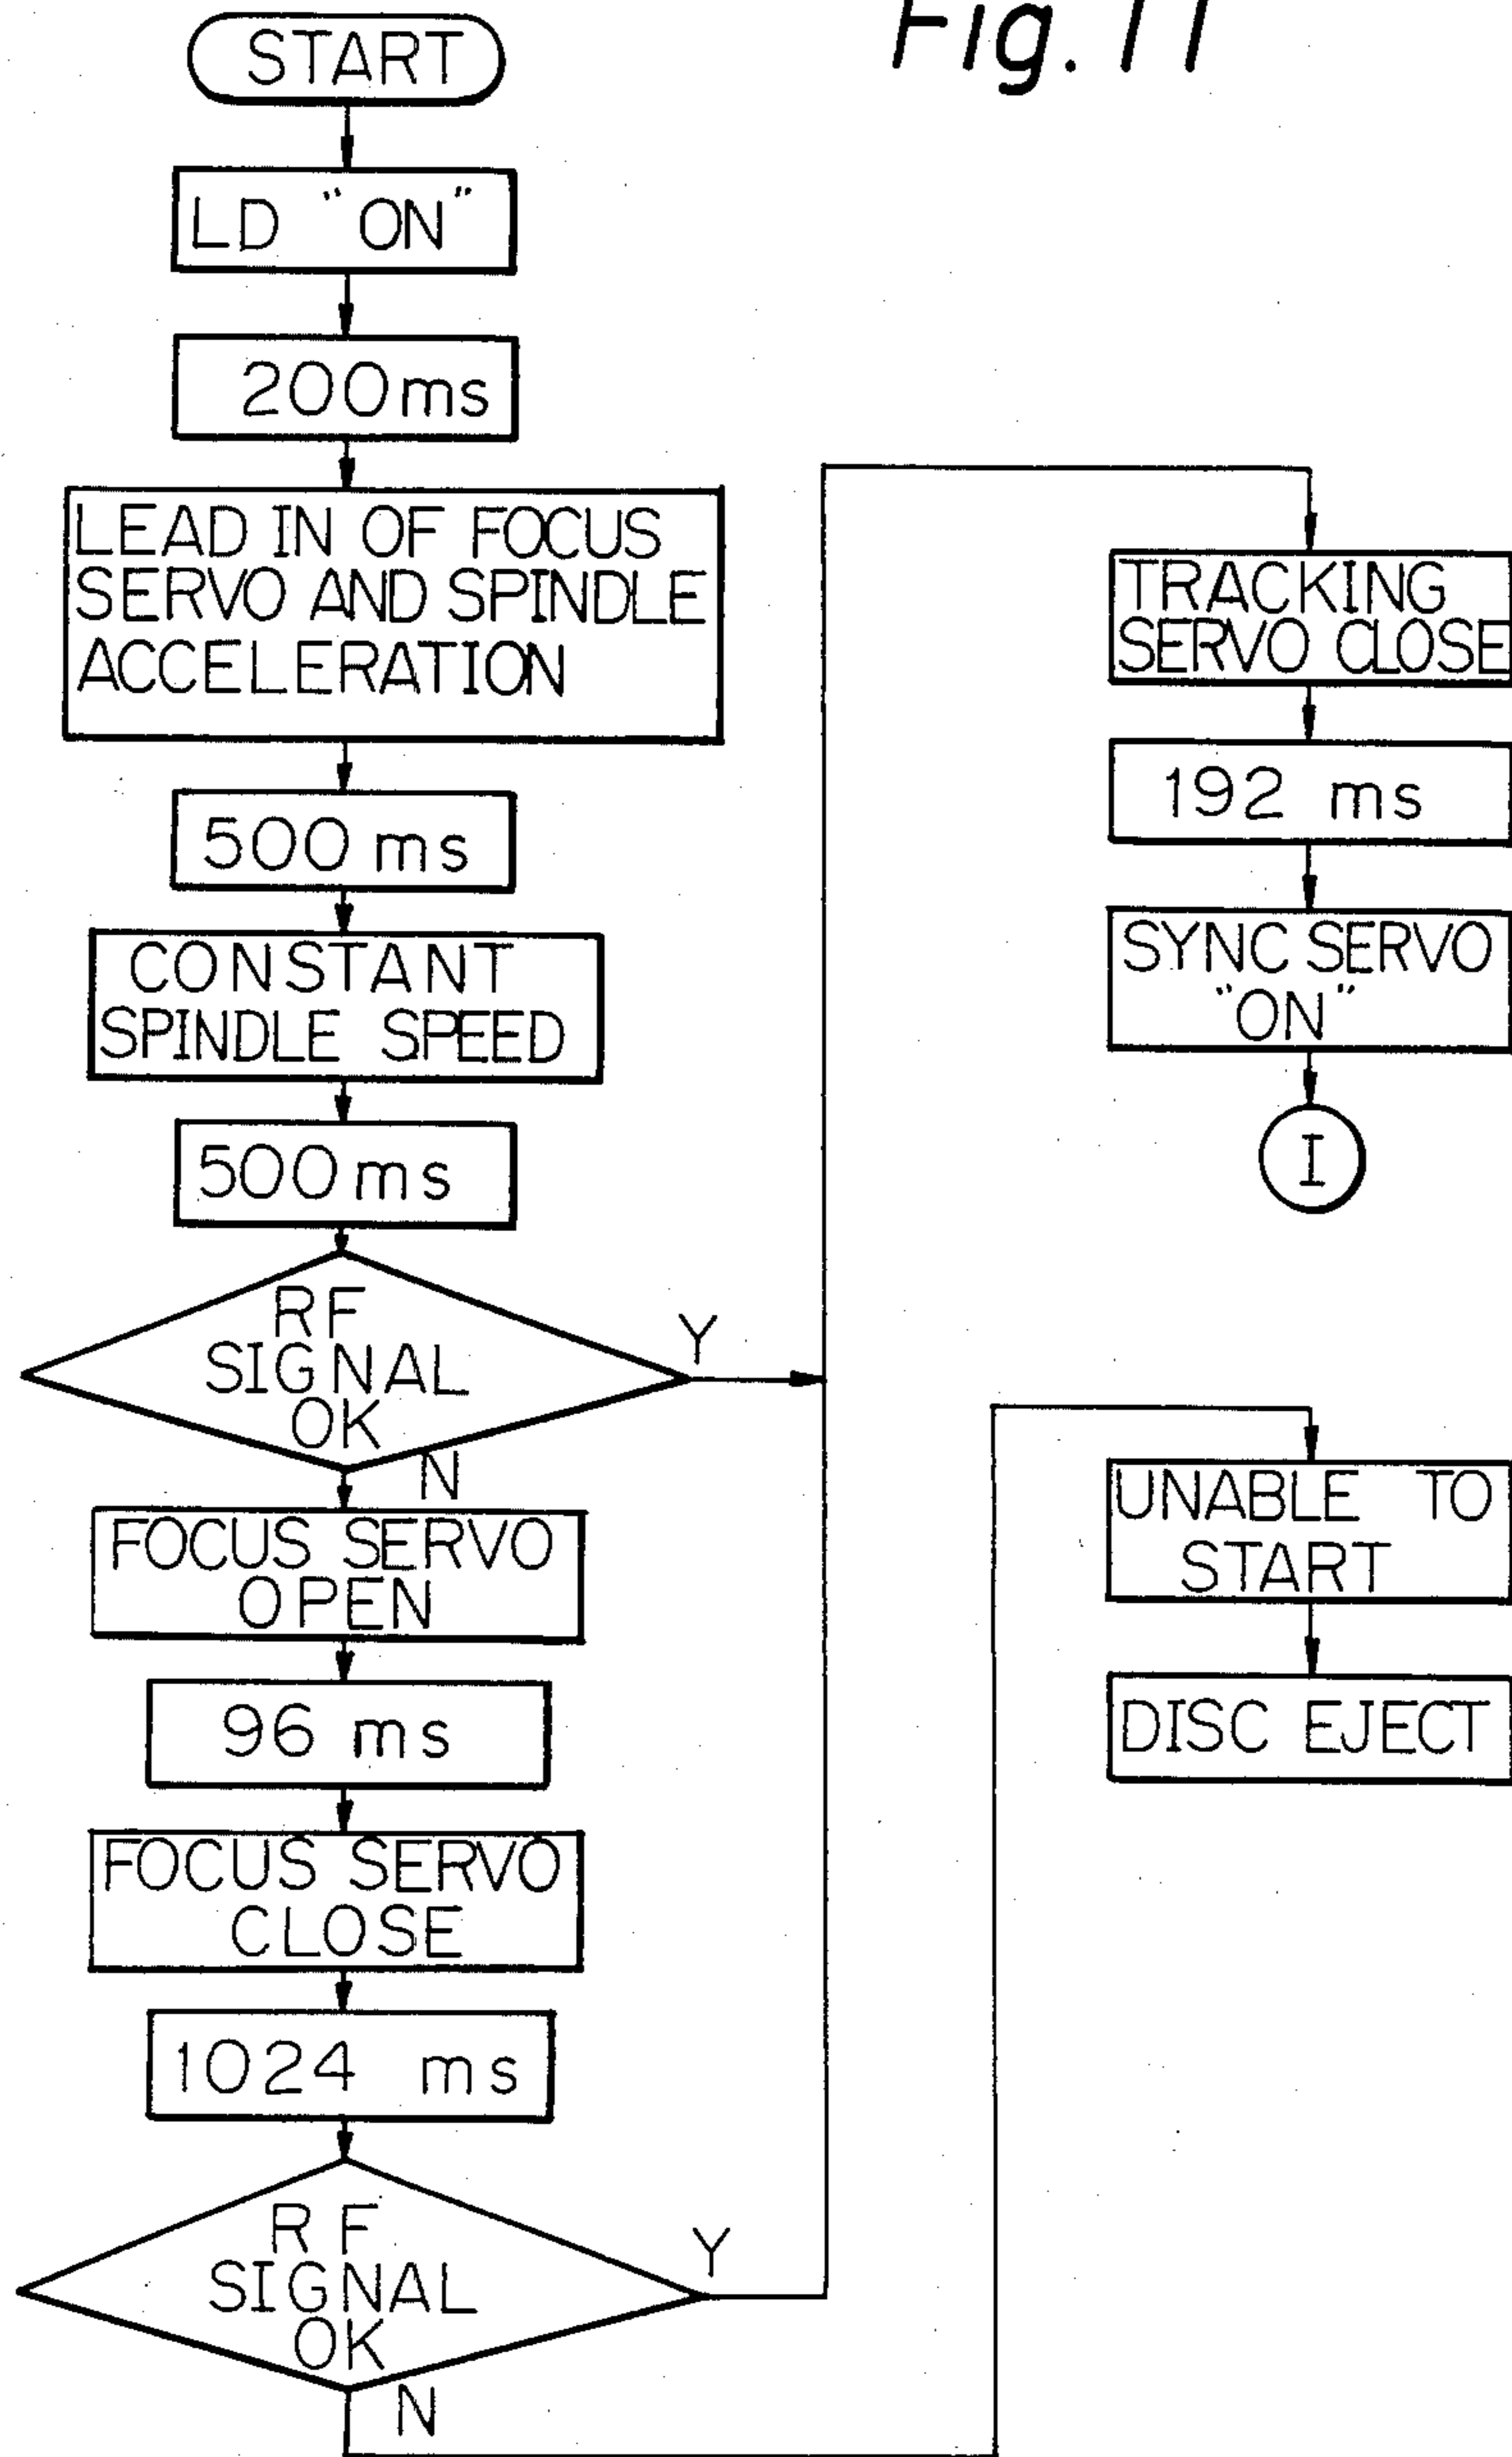 Fig. 11
START
LD "ON"
200ms
LEAD IN OF FOCUS
SERVO AND SPINDLE
ACCELERATION
500 ms
CONSTANT
SPINDLE SPEED
500ms
RF
SIGNAL
OK
Y
N
FOCUS SERVO
OPEN
96 ms
FOCUS SERVO
CLOSE
1024 ms
RF
SIGNAL
OK
Y
N
TRACKING
SERVO CLOSE
192 ms
SYNC SERVO
"ON"
I
UNABLE TO
START
DISC EJECT